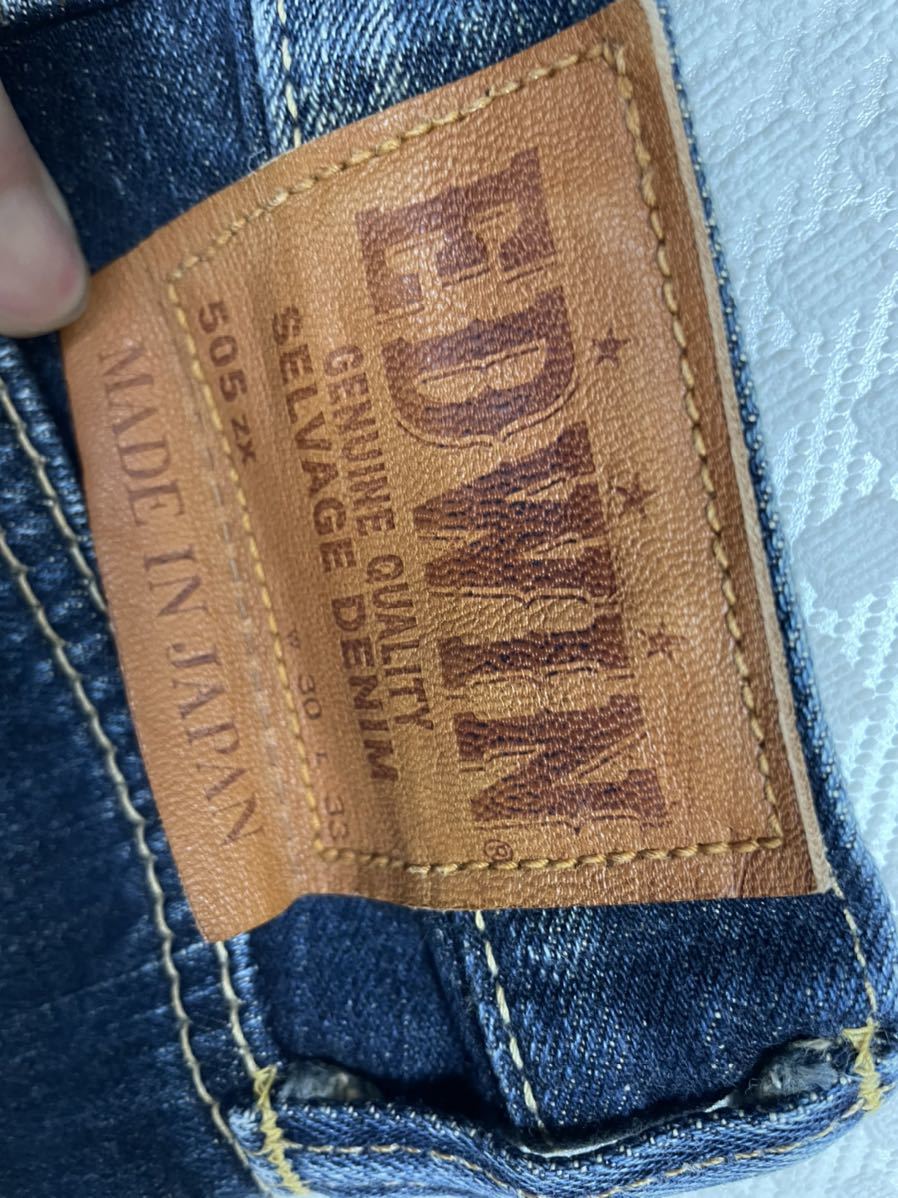 EDWIN®
GENUINE QUALITY
SELVAGE DENIM
505 ZX W 30 L 33
MADE IN JAPAN